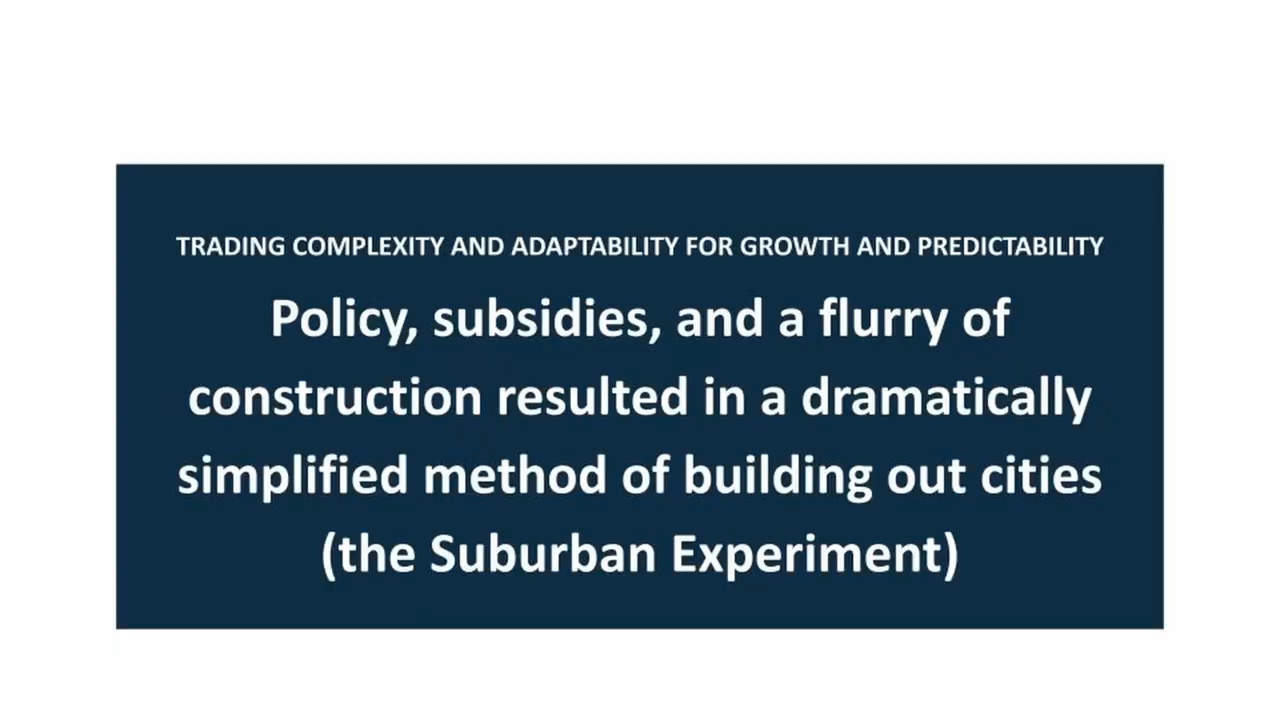 TRADING COMPLEXITY AND ADAPTABILITY FOR GROWTH AND PREDICTABILITY
Policy, subsidies, and a flurry of
construction resulted in a dramatically
simplified method of building out cities
(the Suburban Experiment)